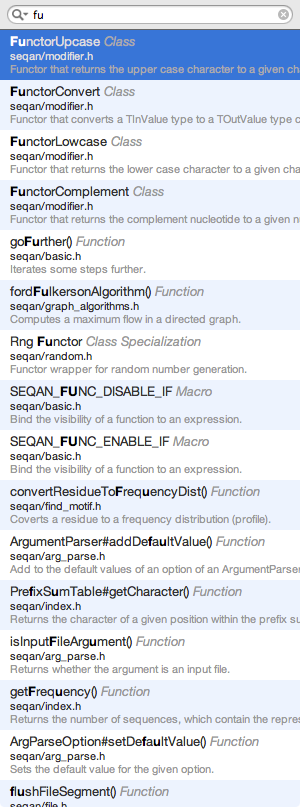 fu
FunctorUpcase Class
seqan/modifier.h
Functor that returns the upper case character to a given ch
FunctorConvert Class
seqan/modifier.h
Functor that converts a TInValue type to a TOutValue type c
FunctorLowcase Class
seqan/modifier.h
Functor that returns the lower case character to a given cha
FunctorComplement Class
seqan/modifier.h
Functor that returns the complement nucleotide to a given n
goFurther() Function
seqan/basic.h
Iterates some steps further.
fordFulkersonAlgorithm() Function
seqan/graph_algorithms.h
Computes a maximum flow in a directed graph.
Rng Functor Class Specialization
seqan/random.h
Functor wrapper for random number generation.
SEQAN_FUNC_DISABLE_IF Macro
seqan/basic.h
Bind the visibility of a function to an expression.
SEQAN_FUNC_ENABLE_IF Macro
seqan/basic.h
Bind the visibility of a function to an expression.
convertResidueToFrequencyDist() Function
seqan/find_motif.h
Coverts a residue to a frequency distribution (profile).
ArgumentParser#addDefaultValue() Function
seqan/arg_parse.h
Add to the default values of an option of an ArgumentParser
PrefixSumTable#getCharacter() Function
seqan/index.h
Returns the character of a given position within the prefix su
isInputFileArgument() Function
seqan/arg_parse.h
Returns whether the argument is an input file.
getFrequency() Function
seqan/index.h
Returns the number of sequences, which contain the repres
ArgParseOption#setDefaultValue() Function
seqan/arg_parse.h
Sets the default value for the given option.
flushFileSegment() Function
seqan/file.h